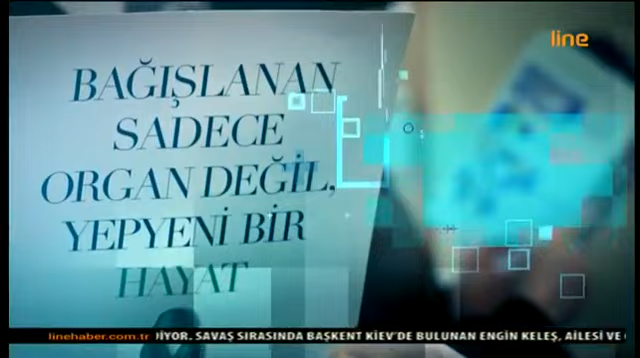 line
BAĞIŞLANAN
SADECE
ORGAN DEĞİL,
YEPYENİ BİR
HAYAT
linehaber.com.tr İİYOR. SAVAŞ SIRASINDA BAŞKENT KİEV'DE BULUNAN ENGİN KELEŞ, AİLESİ VE